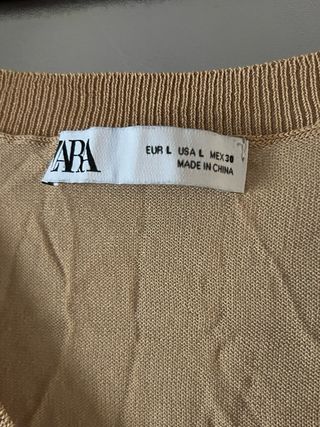 ZARA
EUR L USA L MEX 30
MADE IN CHINA